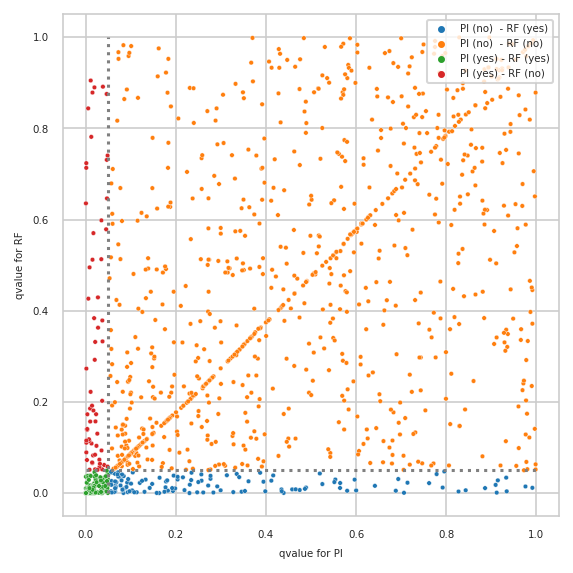 PI (no)  - RF (yes)
PI (no)  - RF (no)
PI (yes) - RF (yes)
PI (yes) - RF (no)
1.0
0.8
0.6
0.4
0.2
0.0
qvalue for RF
0.0 0.2 0.4 0.6 0.8 1.0
qvalue for PI